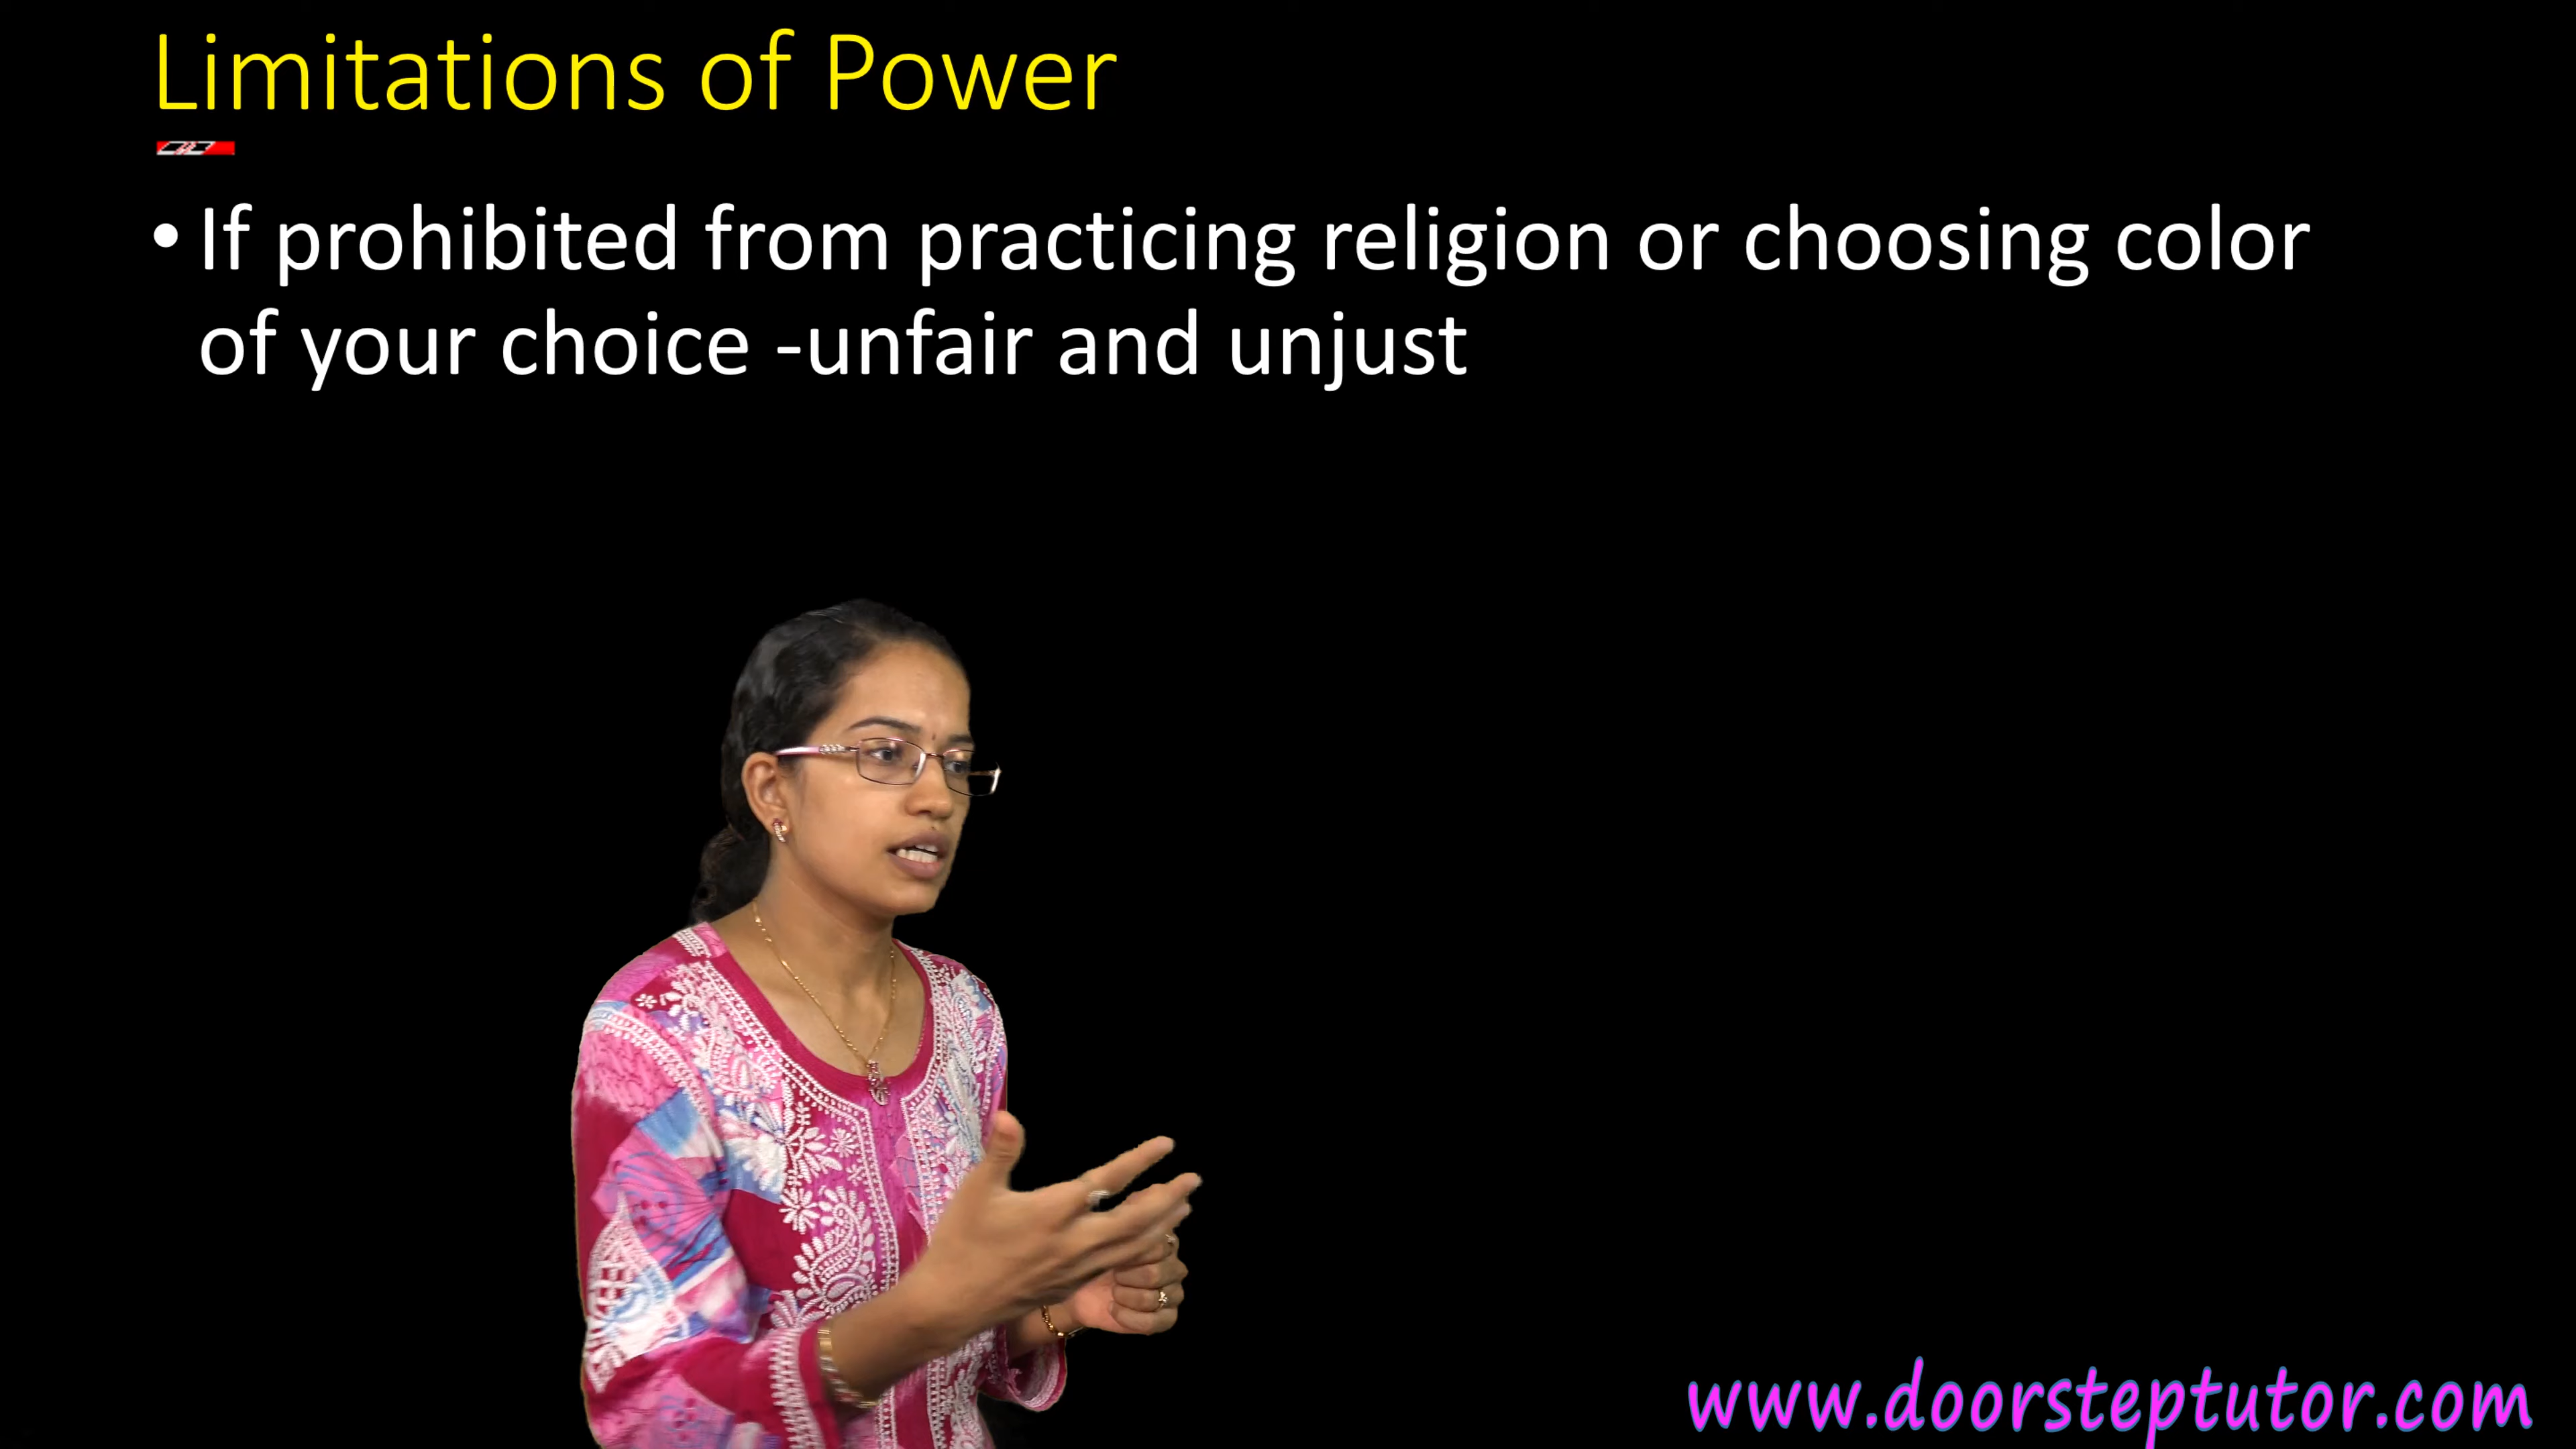 Limitations of Power
• If prohibited from practicing religion or choosing color
of your choice -unfair and unjust
www.doorsteptutor.com